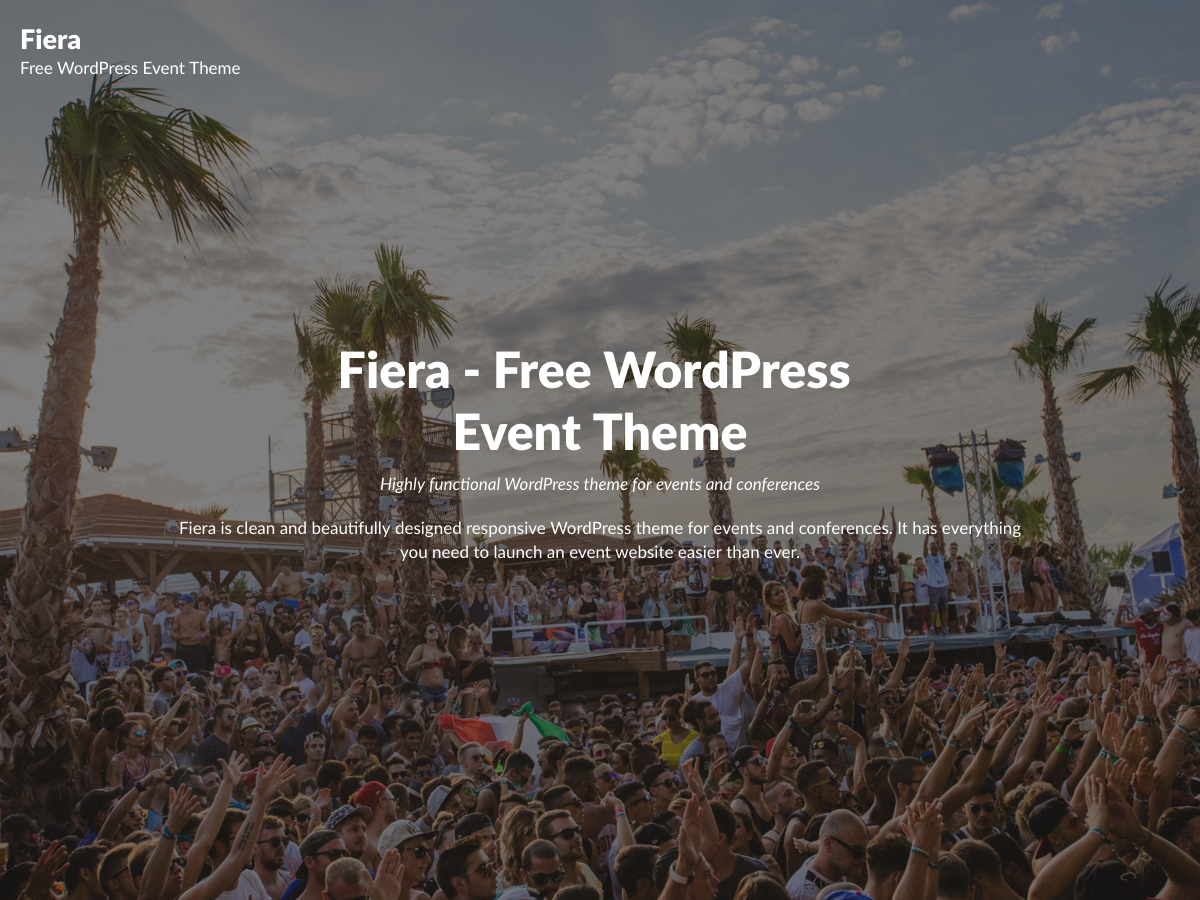 Fiera
Free WordPress Event Theme
Fiera - Free WordPress
Event Theme
Highly functional WordPress theme for events and conferences
Fiera is clean and beautifully designed responsive WordPress theme for events and conferences. It has everything
you need to launch an event website easier than ever.